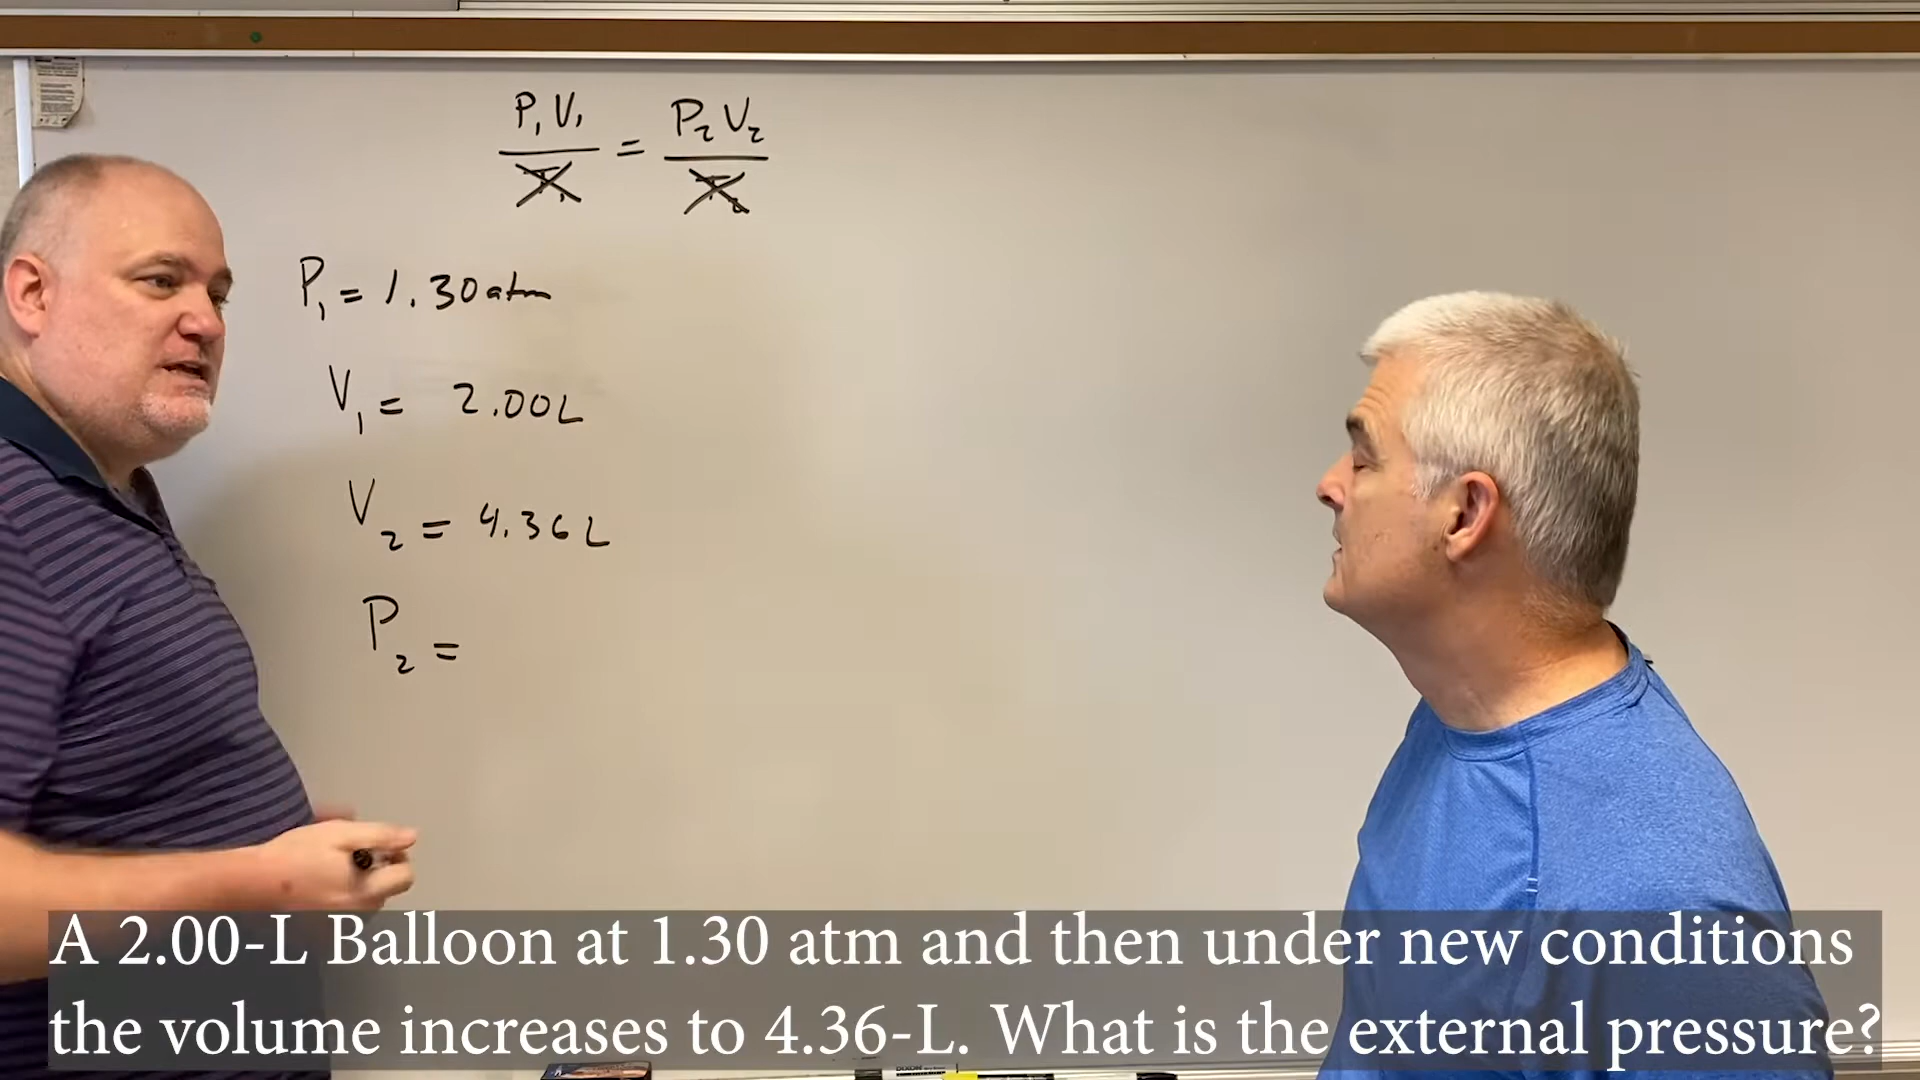 P₁V₁ / T₁ = P₂V₂ / T₂
P₁ = 1.30 atm
V₁ = 2.00L
V₂ = 4.36 L
P₂ =
A 2.00-L Balloon at 1.30 atm and then under new conditions
the volume increases to 4.36-L. What is the external pressure?
DIXON